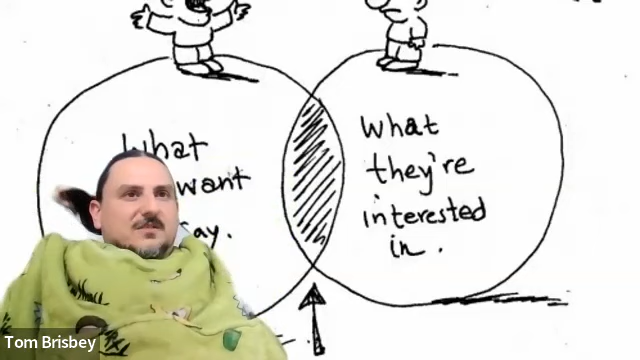 What
want
ay.
what
they're
interested
in.
Tom Brisbey